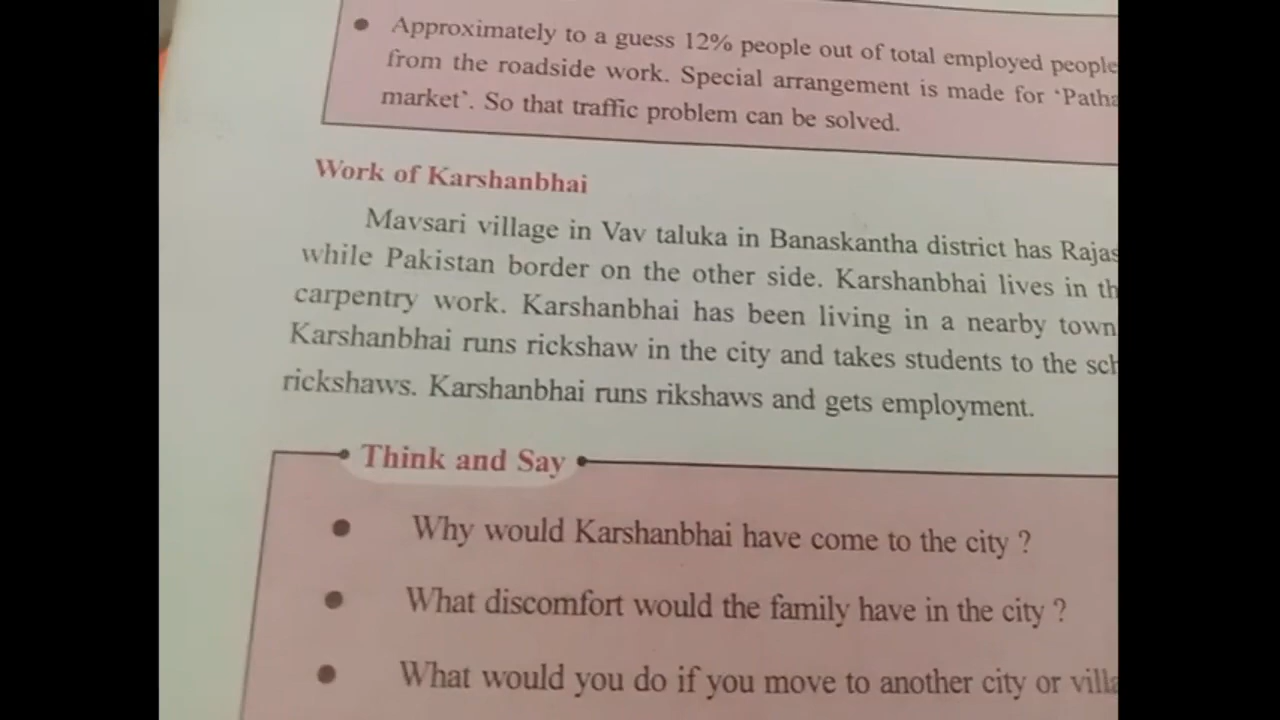 • Approximately to a guess 12% people out of total employed people
from the roadside work. Special arrangement is made for ‘Patha
market’. So that traffic problem can be solved.
Work of Karshanbhai
Mavsari village in Vav taluka in Banaskantha district has Rajas
while Pakistan border on the other side. Karshanbhai lives in th
carpentry work. Karshanbhai has been living in a nearby town
Karshanbhai runs rickshaw in the city and takes students to the sch
rickshaws. Karshanbhai runs rikshaws and gets employment.
Think and Say
• Why would Karshanbhai have come to the city ?
• What discomfort would the family have in the city ?
• What would you do if you move to another city or villa